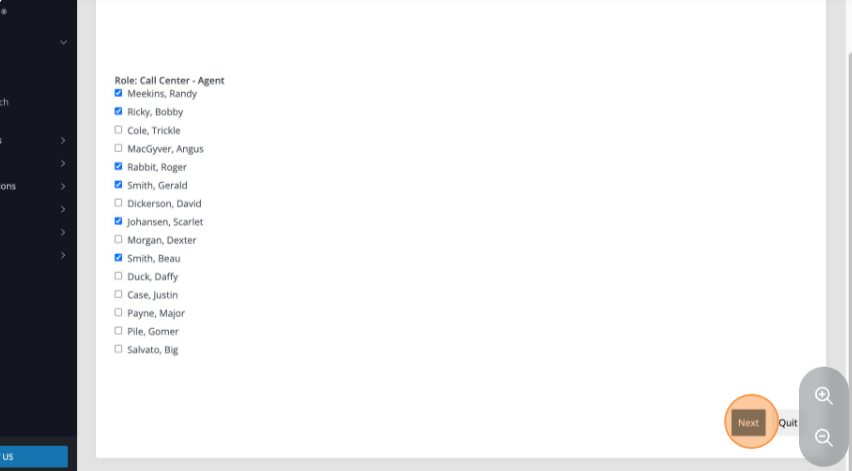 ®
ch
s
ons
Role: Call Center - Agent
Meekins, Randy
Ricky, Bobby
Cole, Trickle
MacGyver, Angus
Rabbit, Roger
Smith, Gerald
Dickerson, David
Johansen, Scarlet
Morgan, Dexter
Smith, Beau
Duck, Daffy
Case, Justin
Payne, Major
Pile, Gomer
Salvato, Big
Next Quit
US